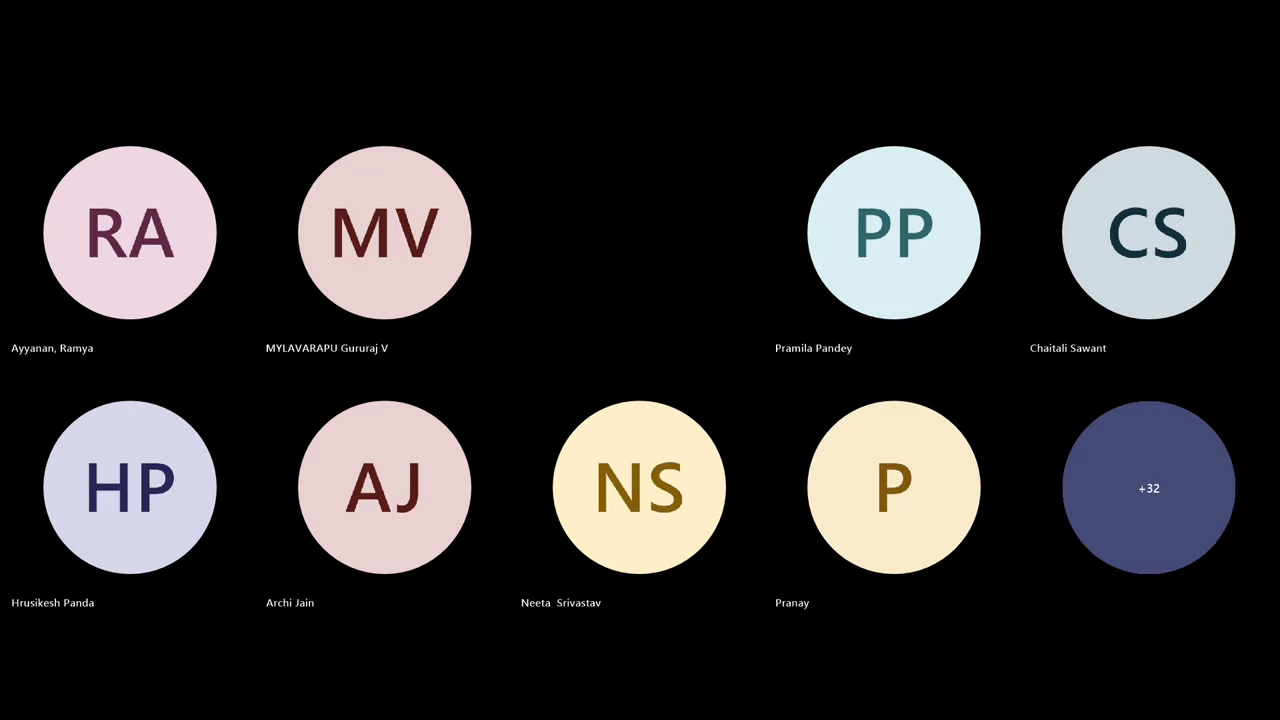 RA
MV
PP
CS
Ayyanan, Ramya
MYLAVARAPU Gururaj V
Pramila Pandey
Chaitali Sawant
HP
AJ
NS
P
+32
Hrusikesh Panda
Archi Jain
Neeta  Srivastav
Pranay